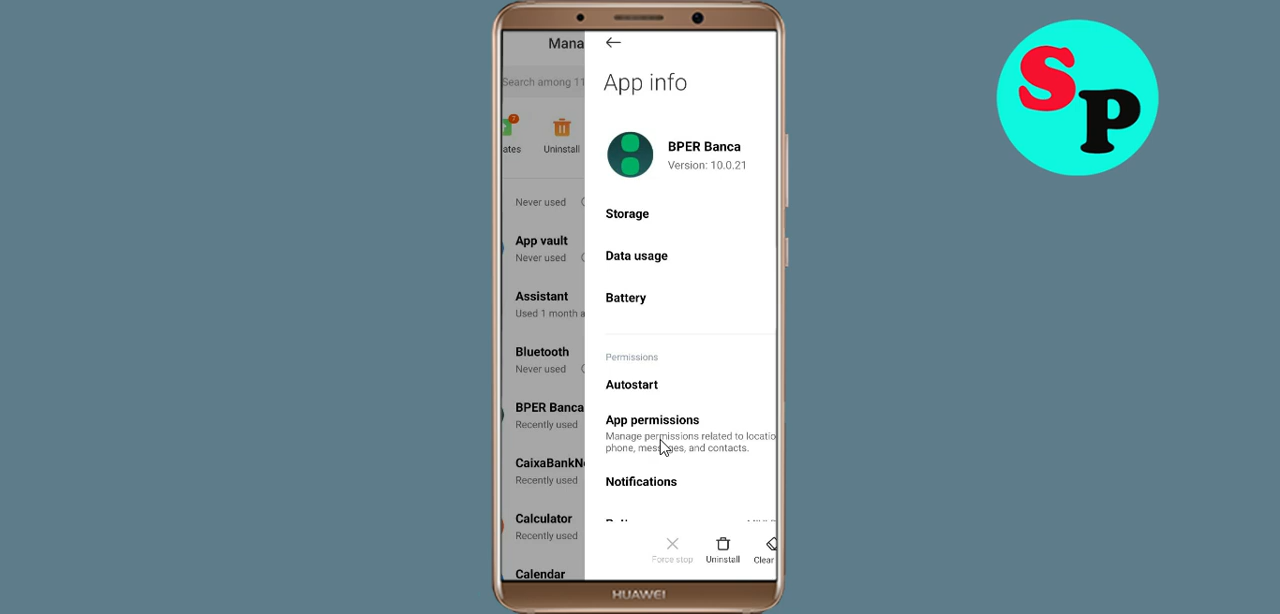 Mana
Search among 11
7
ates
Uninstall
Never used
App vault
Never used
Assistant
Used 1 month a
Bluetooth
Never used
BPER Banca
Recently used
CaixaBankN
Recently used
Calculator
Recently used
Calendar
App info
BPER Banca
Version: 10.0.21
Storage
Data usage
Battery
Permissions
Autostart
App permissions
Manage permissions related to locatio
phone, messages, and contacts.
Notifications
Force stop
Uninstall
Clear
HUAWEI
SP